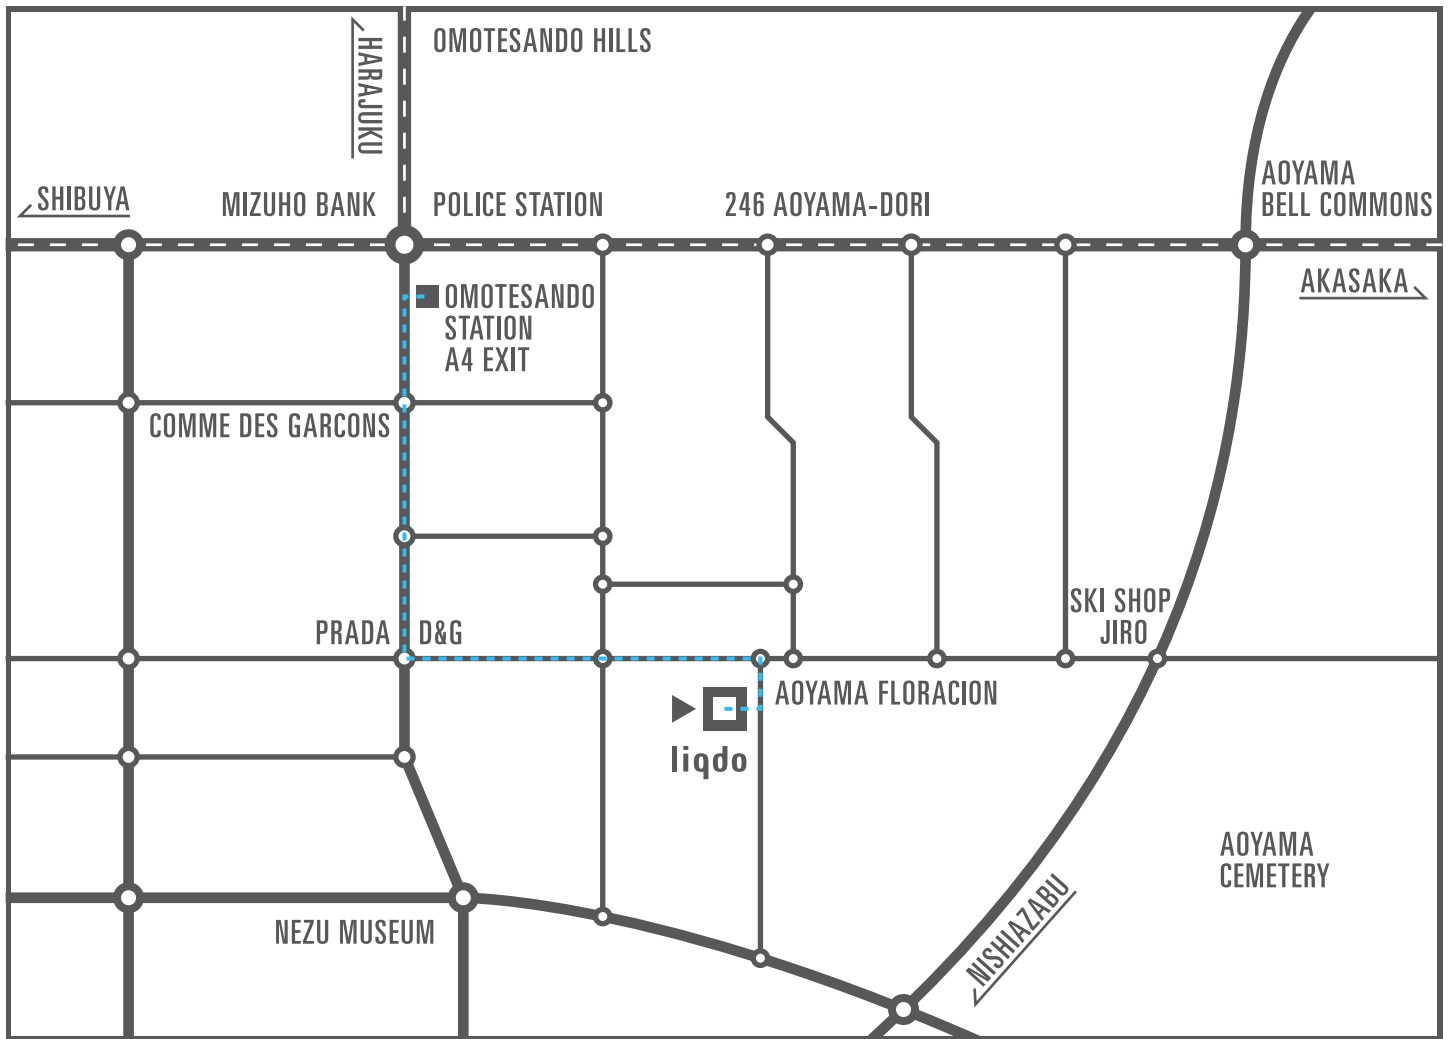 OMOTESANDO HILLS
HARAJUKU
SHIBUYA
MIZUHO BANK
POLICE STATION
246 AOYAMA-DORI
AOYAMA
BELL COMMONS
AKASAKA
OMOTESANDO
STATION
A4 EXIT
COMME DES GARCONS
PRADA
D&G
SKI SHOP
JIRO
AOYAMA FLORACION
liqdo
AOYAMA
CEMETERY
NEZU MUSEUM
NISHIAZABU